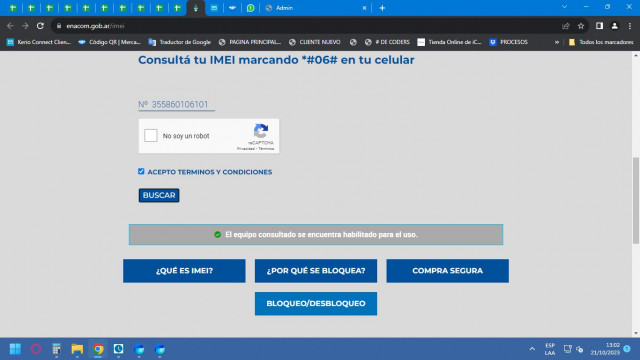 Admin
enacom.gob.ar/imei
Kerio Connect Clien... Código QR | Merca... Traductor de Google PAGINA PRINCIPAL... CLIENTE NUEVO # DE CODERS Tienda Online de iC... PROCESOS » Todos los marcadores
Consultá tu IMEI marcando *#06# en tu celular
Nº 355860106101
No soy un robot
reCAPTCHA
Privacidad - Términos
ACEPTO TERMINOS Y CONDICIONES
BUSCAR
El equipo consultado se encuentra habilitado para el uso.
¿QUÉ ES IMEI? ¿POR QUÉ SE BLOQUEA? COMPRA SEGURA
BLOQUEO/DESBLOQUEO
ESP 13:02
LAA 21/10/2023